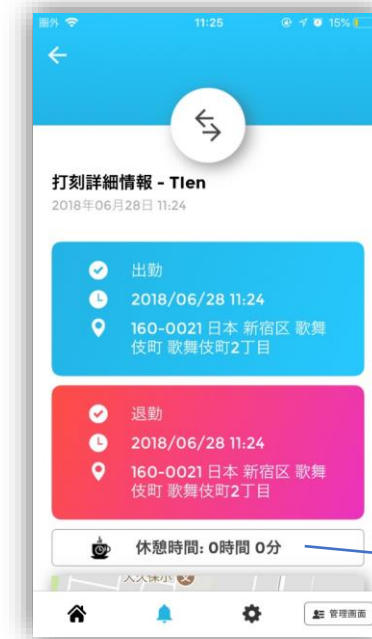 圏外 11:25 15%
打刻詳細情報 - Tien
2018年06月28日 11:24
出勤
2018/06/28 11:24
160-0021 日本 新宿区 歌舞
伎町 歌舞伎町2丁目
退勤
2018/06/28 11:24
160-0021 日本 新宿区 歌舞
伎町 歌舞伎町2丁目
休憩時間: 0時間 0分
大久保小
管理画面